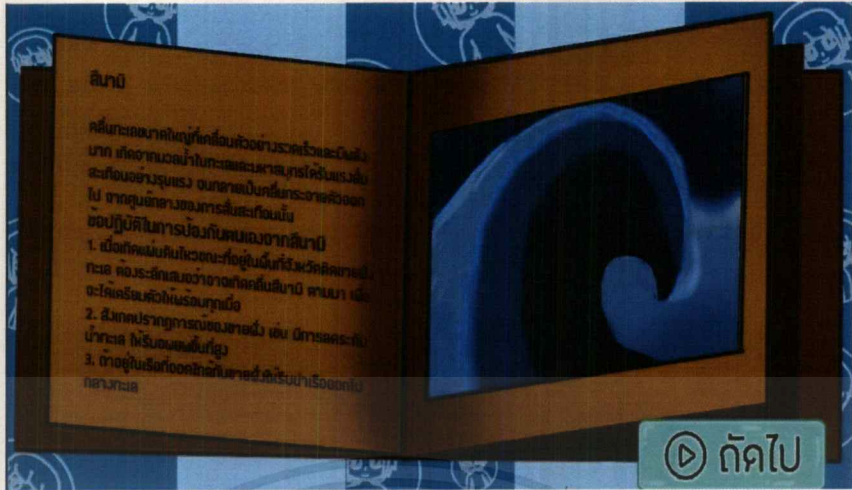 สึนามิ
คลื่นทะเลขนาดใหญ่ที่เคลื่อนตัวอย่างรวดเร็วและมีพลัง
มาก เกิดจากมวลน้ำในทะเลและมหาสมุทรได้รับแรงสั่น
สะเทือนอย่างรุนแรง จนกลายเป็นคลื่นกระจายตัวออก
ไป จากศูนย์กลางของการสั่นสะเทือนนั้น
ข้อปฏิบัติในการป้องกันตนเองจากสึนามิ
1. เมื่อเกิดแผ่นดินไหวขณะที่อยู่ในพื้นที่จังหวัดติดชายฝั่ง
ทะเล ต้องระลึกเสมอว่าอาจเกิดคลื่นสึนามิ ตามมา เพื่อ
จะได้เตรียมตัวให้พร้อมทุกเมื่อ
2. สังเกตปรากฏการณ์ของชายฝั่ง เช่น มีการลดระดับ
น้ำทะเล ให้รีบอพยพขึ้นที่สูง
3. ถ้าอยู่ในเรือที่จอดใกล้กับชายฝั่งให้รีบนำเรือออกไป
กลางทะเล
ถัดไป